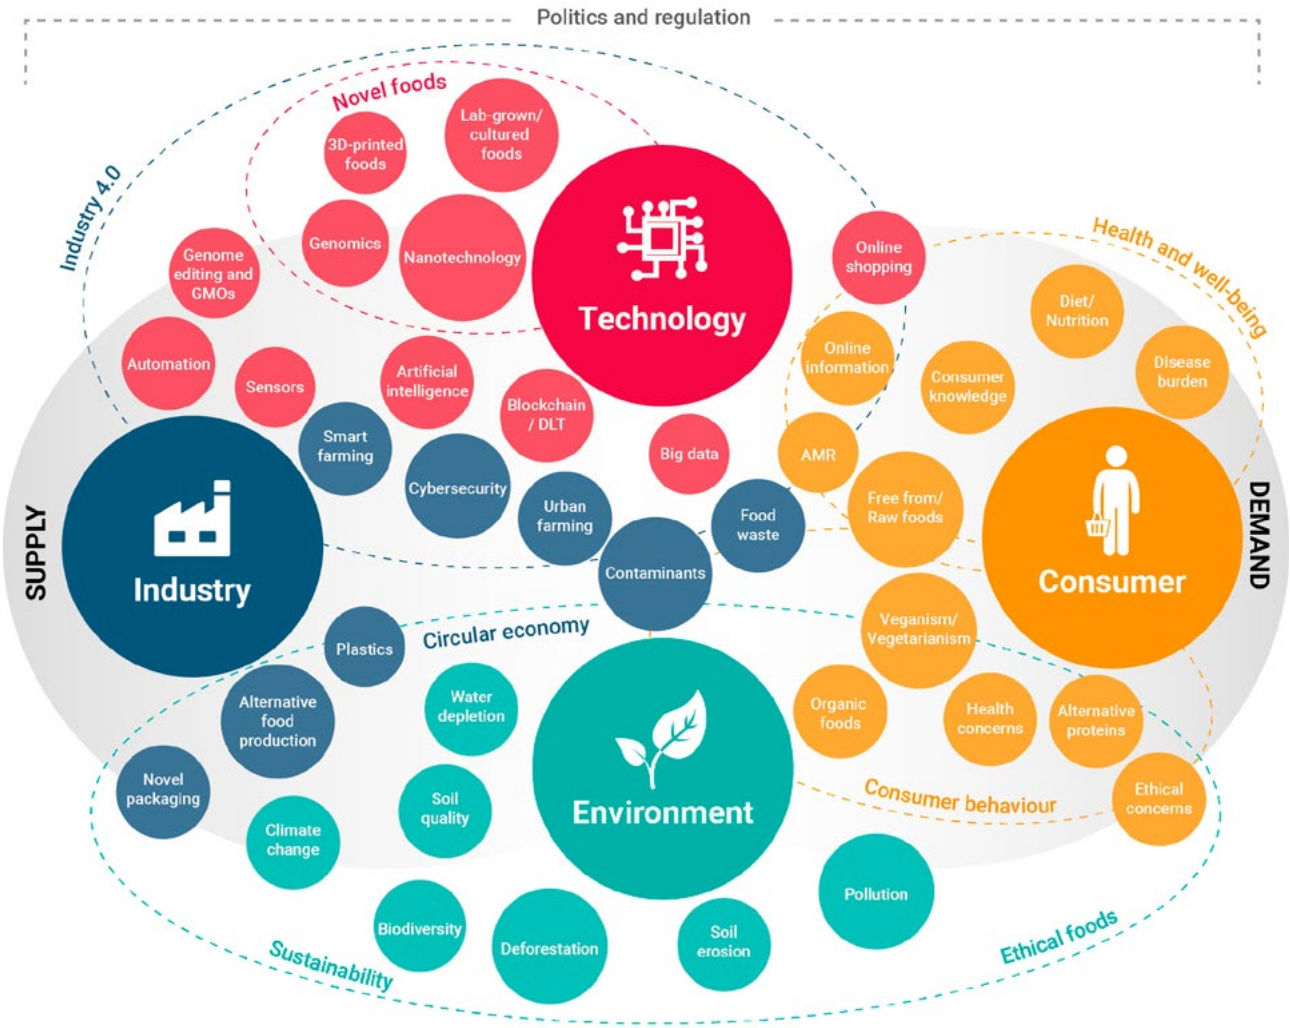 Politics and regulation
Novel foods
Lab-grown/
cultured
foods
3D-printed
foods
Industry 4.0
Genomics
Nanotechnology
Genome
editing and
GMOs
Online
shopping
Health and well-being
Technology
Diet/
Nutrition
Automation
Sensors
Artificial
intelligence
Online
information
Consumer
knowledge
Disease
burden
Blockchain
/ DLT
Smart
farming
Big data
AMR
Cybersecurity
Urban
farming
Food
waste
Free from/
Raw foods
SUPPLY
Industry
Contaminants
Consumer
DEMAND
Circular economy
Plastics
Veganism/
Vegetarianism
Alternative
food
production
Water
depletion
Organic
foods
Health
concerns
Alternative
proteins
Novel
packaging
Soil
quality
Environment
Consumer behaviour
Ethical
concerns
Climate
change
Pollution
Biodiversity
Deforestation
Soil
erosion
Sustainability
Ethical foods